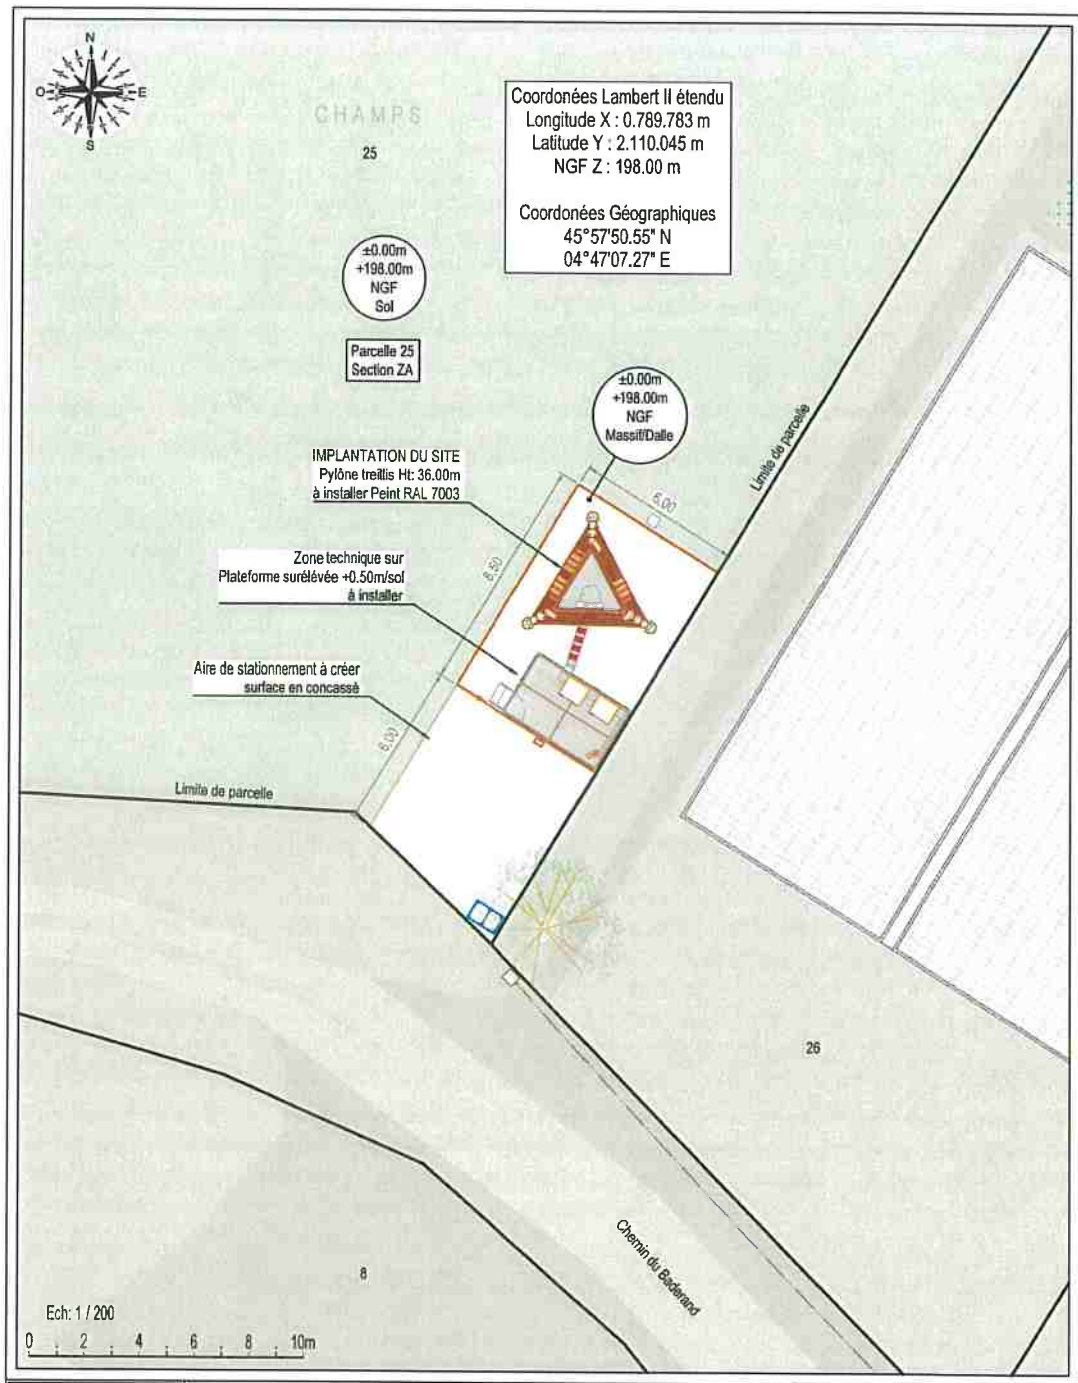 N
O
E
S
CHAMPS
25
Coordonées Lambert II étendu
Longitude X : 0.789.783 m
Latitude Y : 2.110.045 m
NGF Z : 198.00 m
Coordonées Géographiques
45°57'50.55" N
04°47'07.27" E
±0.00m
+198.00m
NGF
Sol
Parcelle 25
Section ZA
±0.00m
+198.00m
NGF
Massif/Dalle
Limite de parcelle
IMPLANTATION DU SITE
Pylône treillis Ht: 36.00m
à installer Peint RAL 7003
6,00
8,50
Zone technique sur
Plateforme surélévée +0.50m/sol
à installer
Aire de stationnement à créer
surface en concassé
6,00
Limite de parcelle
26
Chemin du Baderand
8
Ech: 1 / 200
0 2 4 6 8 10m